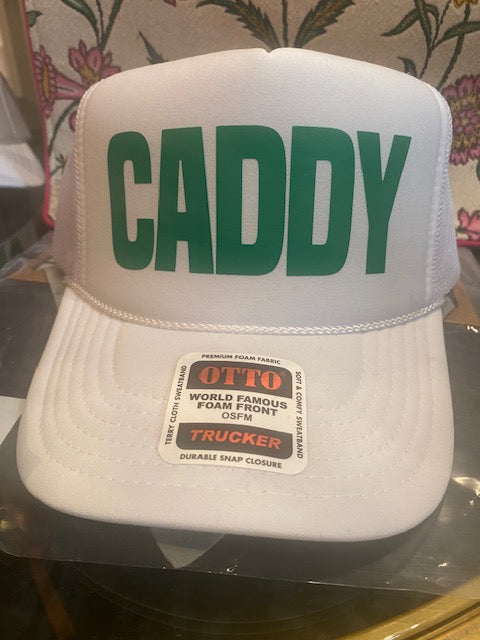 CADDY
PREMIUM FOAM FABRIC
TERRY CLOTH SWEATBAND
OTTO
WORLD FAMOUS
FOAM FRONT
OSFM
TRUCKER
SOFT & COMFY SWEATBAND
DURABLE SNAP CLOSURE